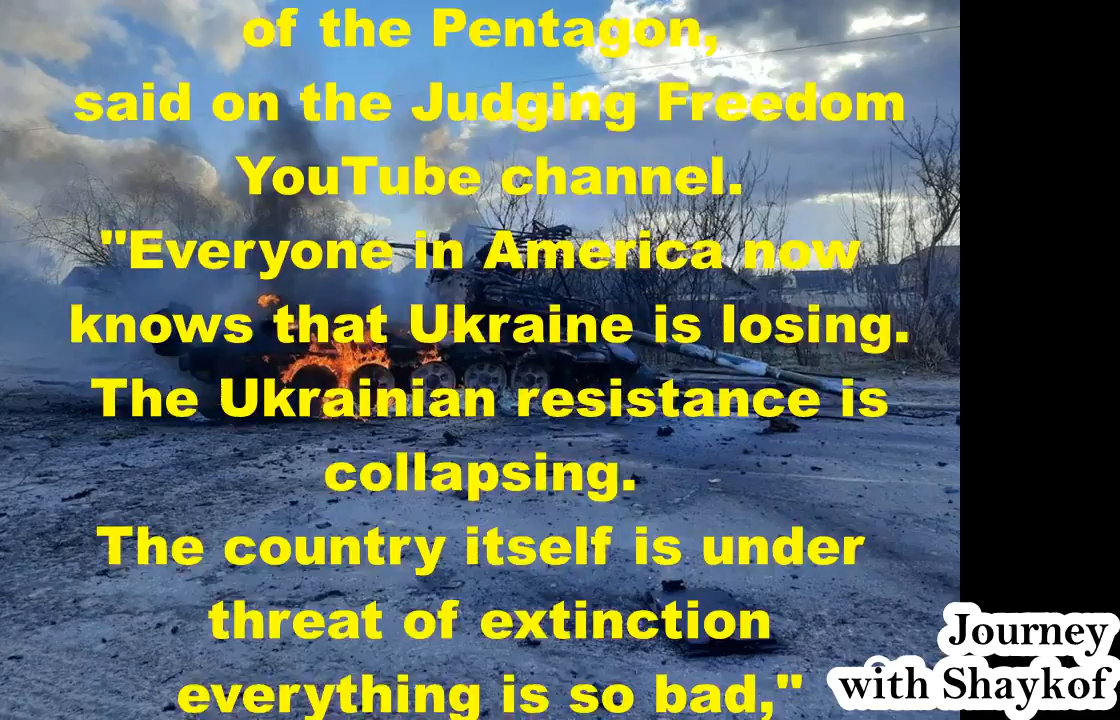 of the Pentagon,
said on the Judging Freedom
YouTube channel.
"Everyone in America now
knows that Ukraine is losing.
The Ukrainian resistance is
collapsing.
The country itself is under
threat of extinction
everything is so bad,"
Journey
with Shaykof